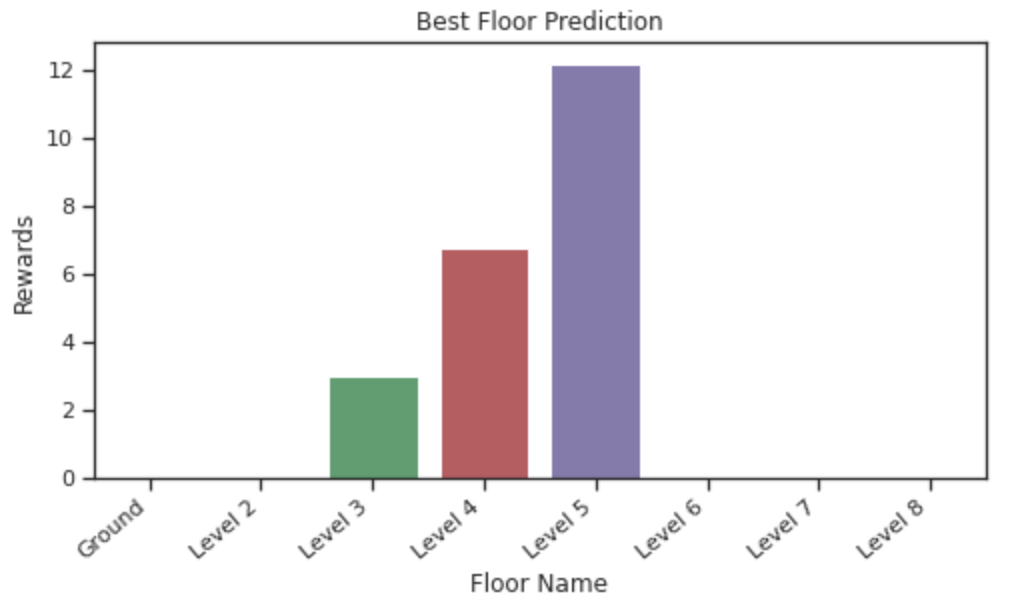 Best Floor Prediction
12
10
8
6
4
2
0
Rewards
Ground
Level 2
Level 3
Level 4
Level 5
Level 6
Level 7
Level 8
Floor Name